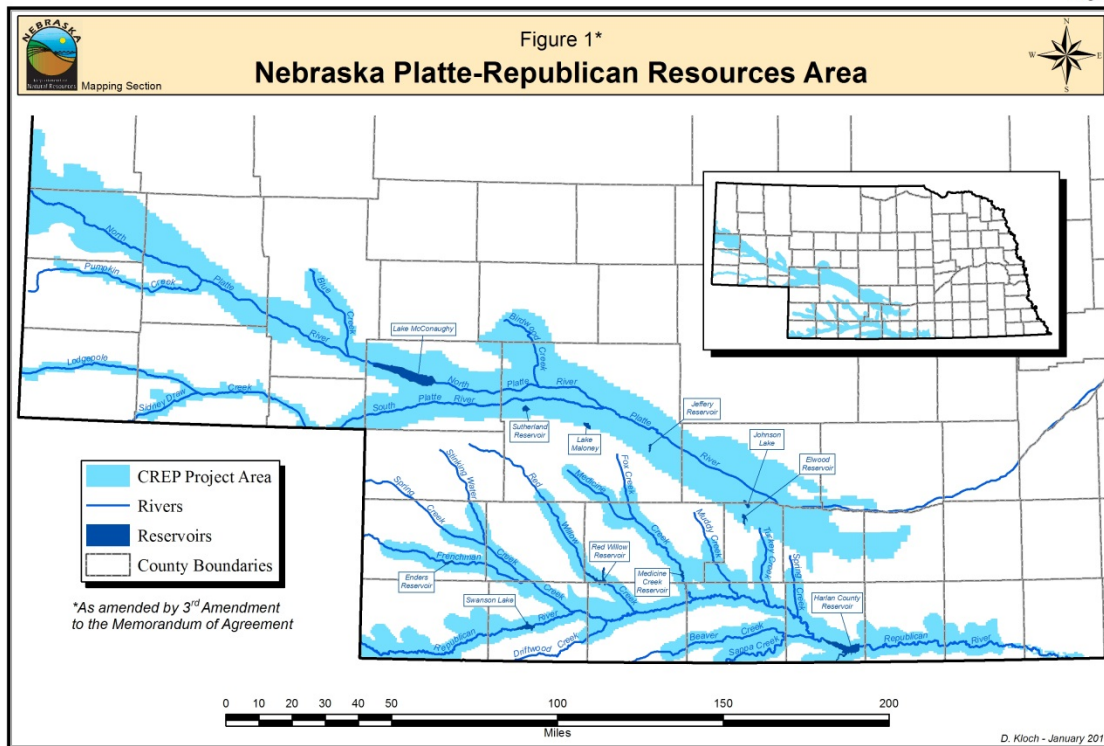 Figure 1*
Nebraska Platte-Republican Resources Area
NEBRASKA
Natural Resources
Mapping Section
N
W
E
S
North
Platte
River
Pumpkin
Creek
Blue
Creek
Lake McConaughy
Birdwood
Creek
Lodgepole
Creek
Sidney Draw
North
Platte
River
South
Platte
River
Sutherland
Reservoir
Lake
Maloney
Jeffery
Reservoir
Platte
River
Johnson
Lake
Elwood
Reservoir
Stinking Water
Creek
Spring
Creek
Red
Willow
Creek
Medicine
Creek
Fox Creek
Muddy Creek
Turkey Creek
Spring Creek
Frenchman
Creek
Enders
Reservoir
Red Willow
Reservoir
Medicine
Creek
Reservoir
Swanson Lake
Republican
River
Driftwood
Creek
Beaver
Creek
Sappa Creek
Harlan County
Reservoir
Republican
River
CREP Project Area
Rivers
Reservoirs
County Boundaries
*As amended by 3rd Amendment
to the Memorandum of Agreement
0 10 20 30 40 50 100 150 200
Miles
D. Kloch - January 201